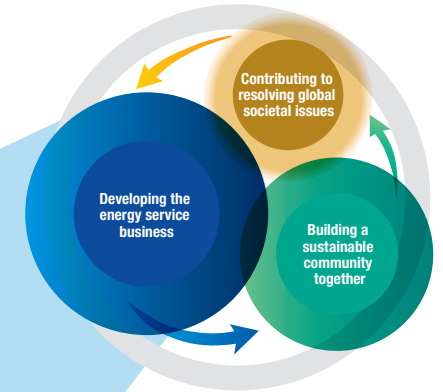 Contributing to
resolving global
societal issues
Developing the
energy service
business
Building a
sustainable
community
together